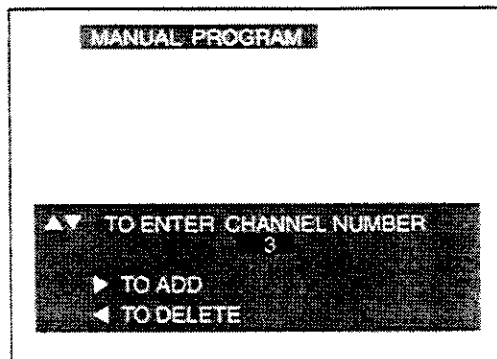 MANUAL PROGRAM
▲▼ TO ENTER CHANNEL NUMBER
3
▶ TO ADD
◀ TO DELETE